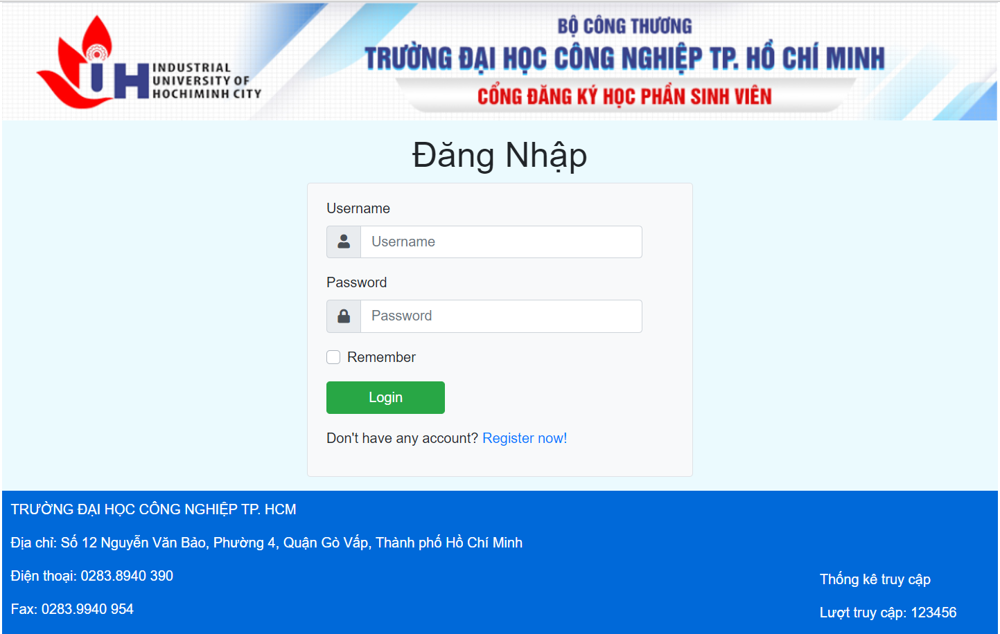 IUH
INDUSTRIAL
UNIVERSITY OF
HOCHIMINH CITY
BỘ CÔNG THƯƠNG
TRƯỜNG ĐẠI HỌC CÔNG NGHIỆP TP. HỒ CHÍ MINH
CỔNG ĐĂNG KÝ HỌC PHẦN SINH VIÊN
Đăng Nhập
Username
Username
Password
Password
Remember
Login
Don't have any account? Register now!
TRƯỜNG ĐẠI HỌC CÔNG NGHIỆP TP. HCM
Địa chỉ: Số 12 Nguyễn Văn Bảo, Phường 4, Quận Gò Vấp, Thành phố Hồ Chí Minh
Điện thoại: 0283.8940 390
Fax: 0283.9940 954
Thống kê truy cập
Lượt truy cập: 123456